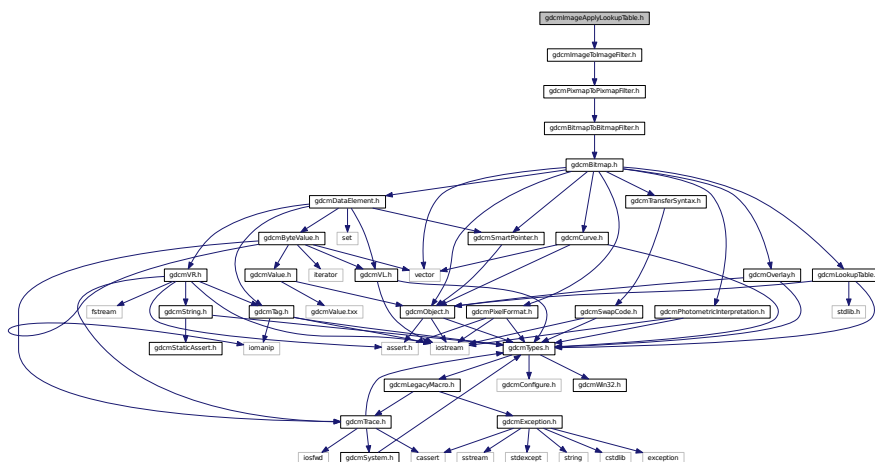 gdcmImageApplyLookupTable.h
gdcmImageToImageFilter.h
gdcmPixmapToPixmapFilter.h
gdcmBitmapToBitmapFilter.h
gdcmBitmap.h
gdcmDataElement.h
gdcmTransferSyntax.h
gdcmByteValue.h
set
gdcmSmartPointer.h
gdcmCurve.h
gdcmVR.h
gdcmValue.h
iterator
gdcmVL.h
vector
gdcmOverlay.h
gdcmLookupTable.
fstream
gdcmString.h
gdcmTag.h
gdcmValue.txx
gdcmObject.h
gdcmPixelFormat.h
gdcmSwapCode.h
gdcmPhotometricInterpretation.h
stdlib.h
gdcmStaticAssert.h
iomanip
assert.h
iostream
gdcmTypes.h
gdcmLegacyMacro.h
gdcmConfigure.h
gdcmWin32.h
gdcmTrace.h
gdcmException.h
iosfwd
gdcmSystem.h
cassert
sstream
stdexcept
string
cstdlib
exception